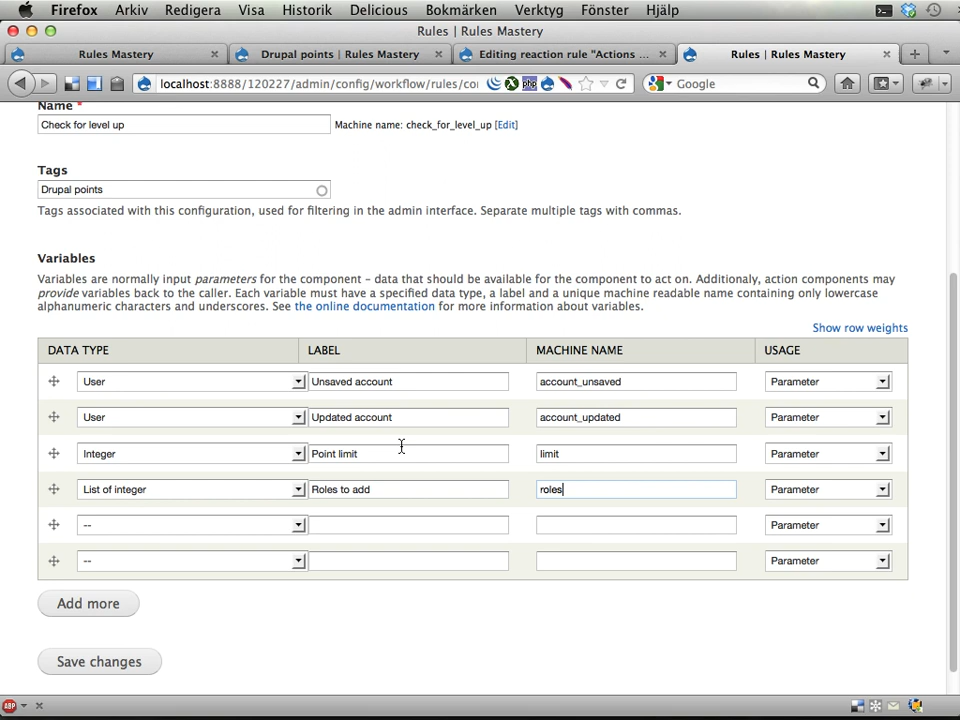 Firefox Arkiv Redigera Visa Historik Delicious Bokmärken Verktyg Fönster Hjälp
Rules | Rules Mastery
Rules Mastery
Drupal points | Rules Mastery
Editing reaction rule "Actions ...
Rules | Rules Mastery
localhost:8888/120227/admin/config/workflow/rules/cor
Google
Name *
Check for level up
Machine name: check_for_level_up [Edit]
Tags
Drupal points
Tags associated with this configuration, used for filtering in the admin interface. Separate multiple tags with commas.
Variables
Variables are normally input parameters for the component – data that should be available for the component to act on. Additionaly, action components may
provide variables back to the caller. Each variable must have a specified data type, a label and a unique machine readable name containing only lowercase
alphanumeric characters and underscores. See the online documentation for more information about variables.
Show row weights
DATA TYPE LABEL MACHINE NAME USAGE
User Unsaved account account_unsaved Parameter
User Updated account account_updated Parameter
Integer Point limit limit Parameter
List of integer Roles to add roles Parameter
-- Parameter
-- Parameter
Add more
Save changes
ABP